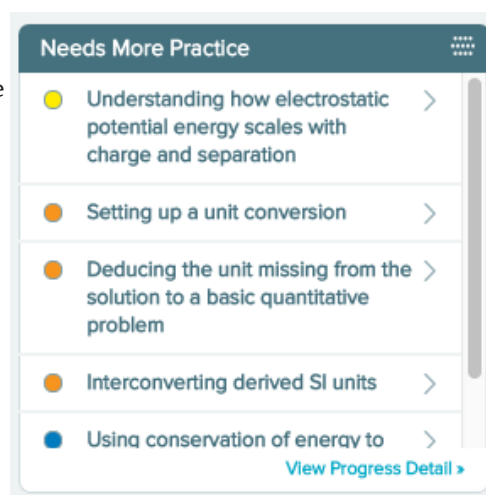 Needs More Practice
e
Understanding how electrostatic
potential energy scales with
charge and separation
Setting up a unit conversion
Deducing the unit missing from the
solution to a basic quantitative
problem
Interconverting derived SI units
Using conservation of energy to
View Progress Detail »